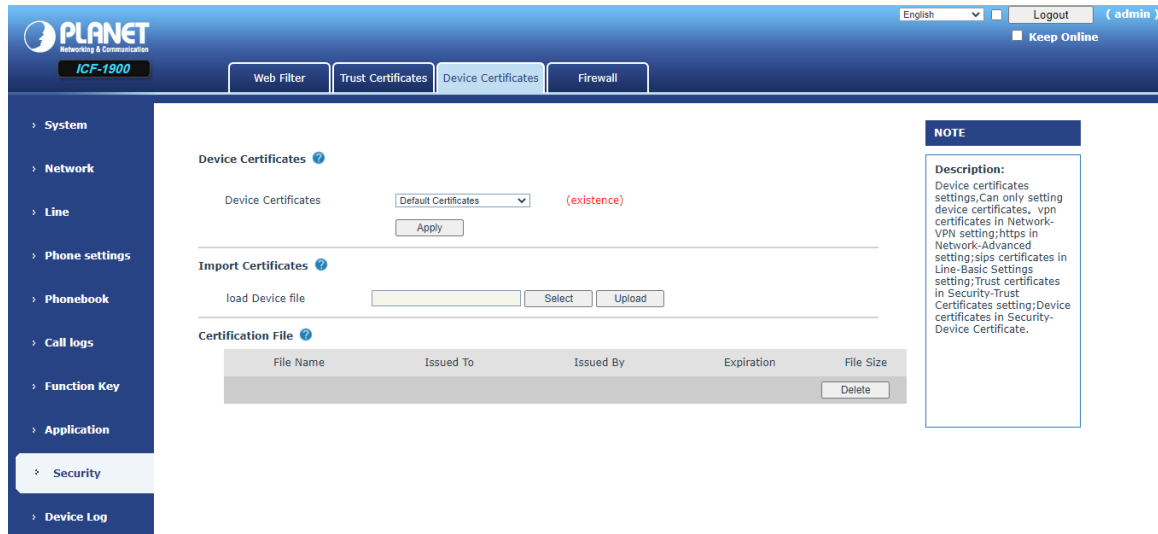 English
Logout
( admin )
Keep Online
PLANET
Networking & Communication
ICF-1900
Web Filter
Trust Certificates
Device Certificates
Firewall
› System
› Network
› Line
› Phone settings
› Phonebook
› Call logs
› Function Key
› Application
› Security
› Device Log
Device Certificates ?
Device Certificates
Default Certificates
(existence)
Apply
Import Certificates ?
load Device file
Select
Upload
Certification File ?
File Name Issued To Issued By Expiration File Size
Delete
NOTE
Description:
Device certificates
settings,Can only setting
device certificates。vpn
certificates in Network-
VPN setting;https in
Network-Advanced
setting;sips certificates in
Line-Basic Settings
setting;Trust certificates
in Security-Trust
Certificates setting;Device
certificates in Security-
Device Certificate.